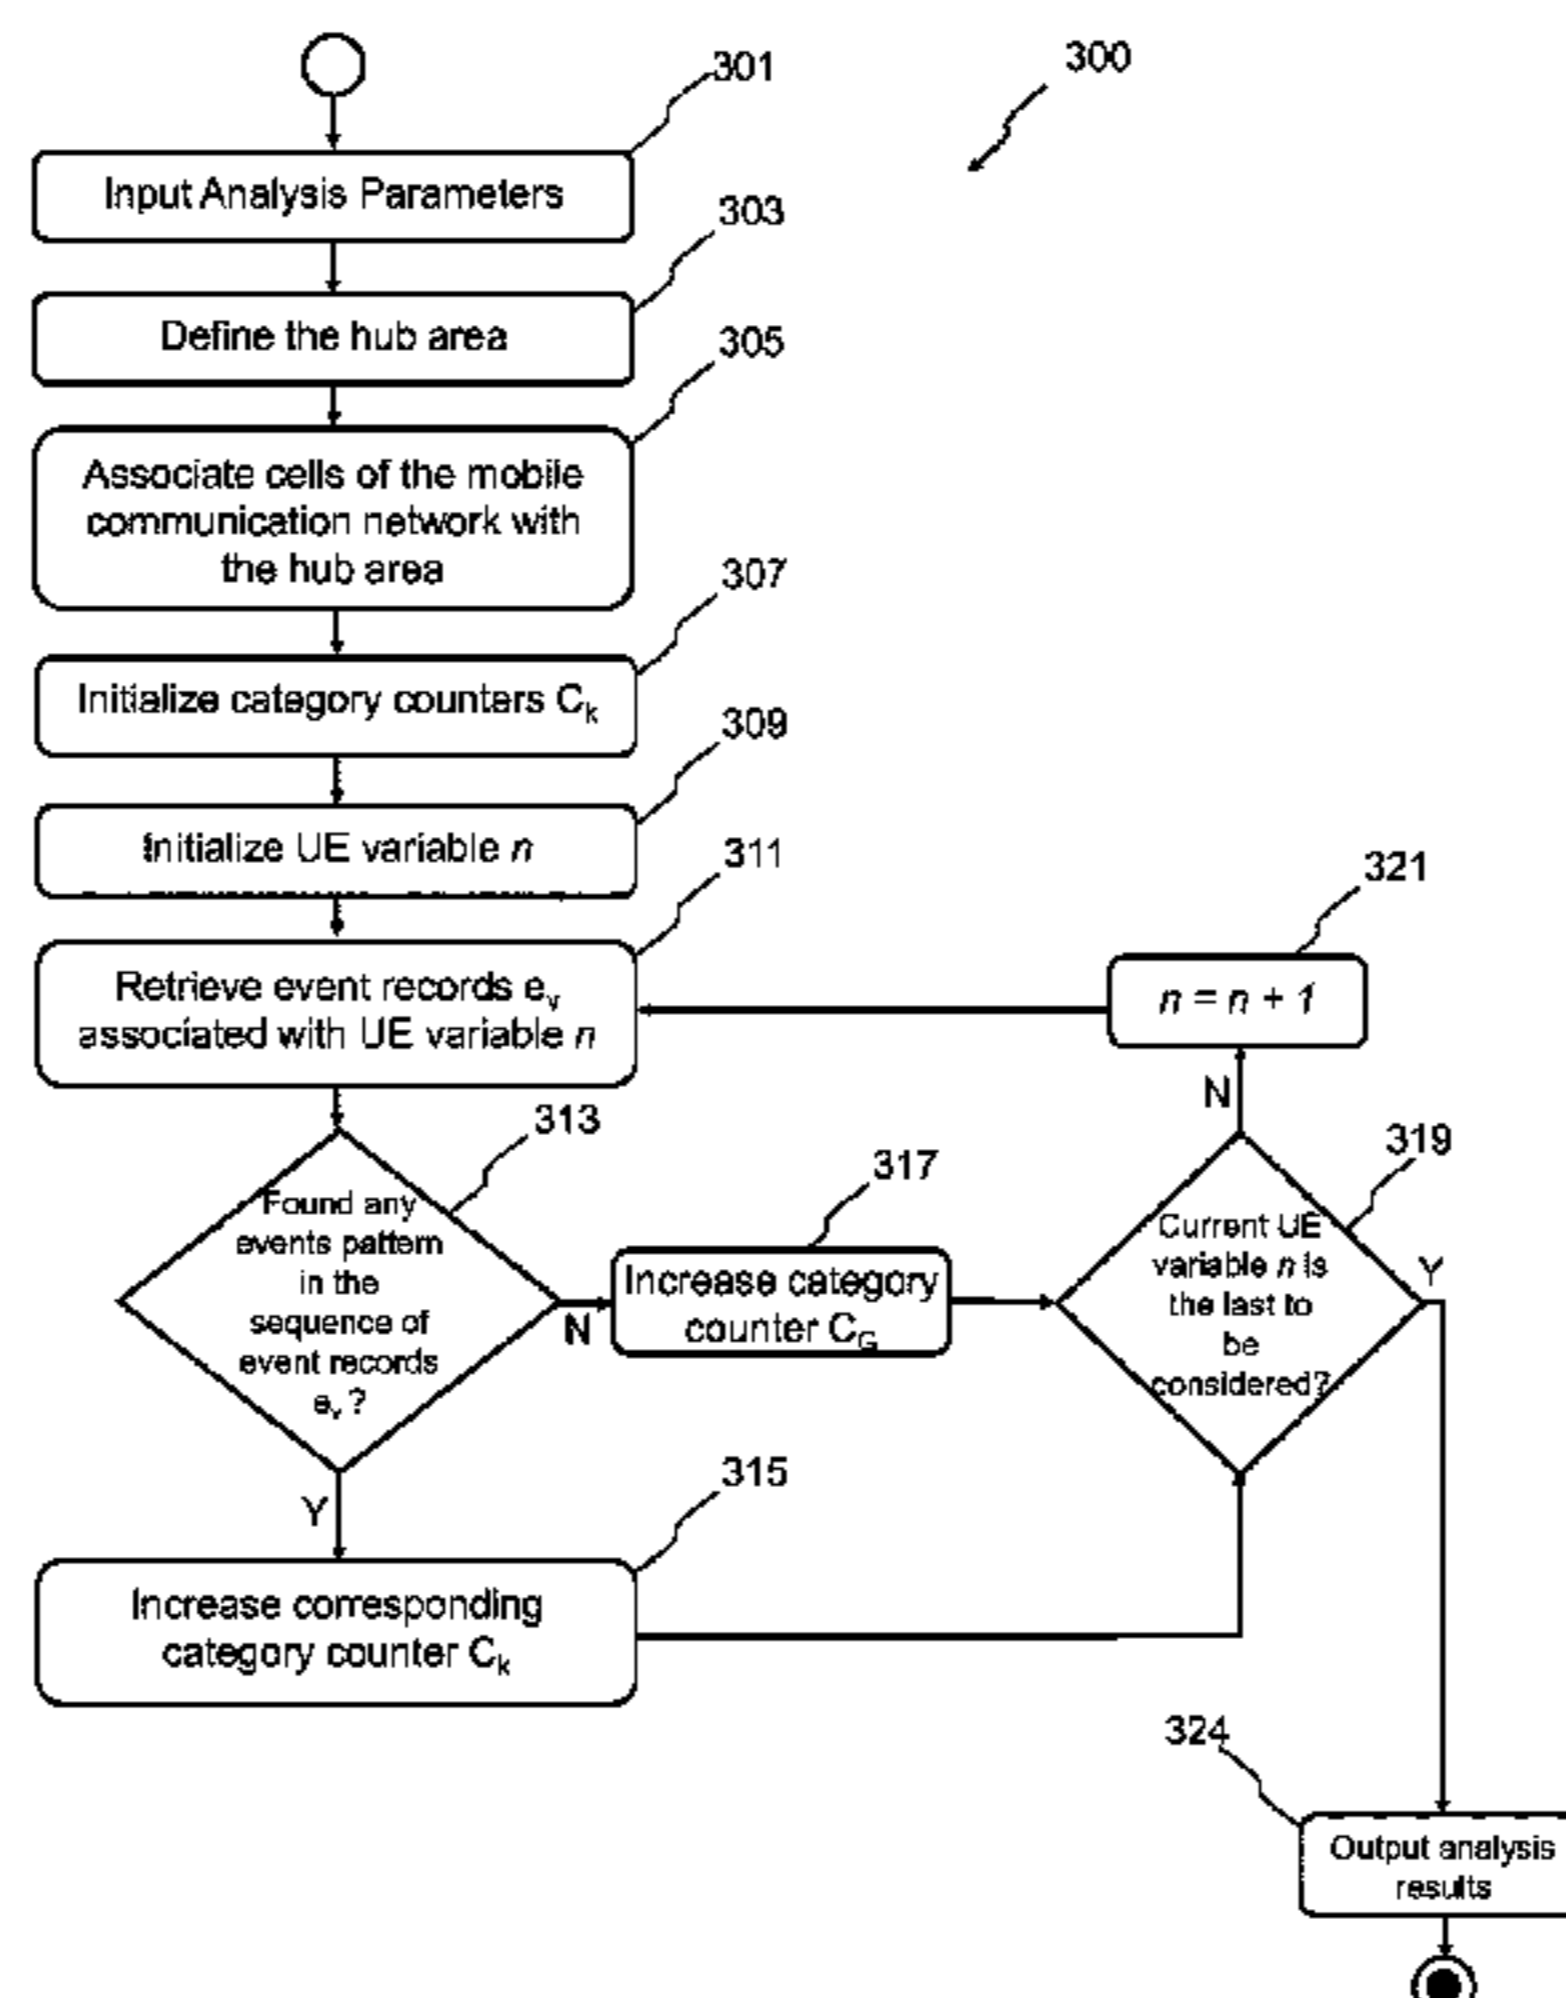 300
301
Input Analysis Parameters
303
Define the hub area
305
Associate cells of the mobile
communication network with
the hub area
307
Initialize category counters Ck
309
Initialize UE variable n
311
Retrieve event records ev
associated with UE variable n
313
Found any
events pattern
in the
sequence of
event records
ev ?
N
Y
317
Increase category
counter CG
315
Increase corresponding
category counter Ck
319
Current UE
variable n is
the last to
be
considered?
N
Y
321
n = n + 1
324
Output analysis
results